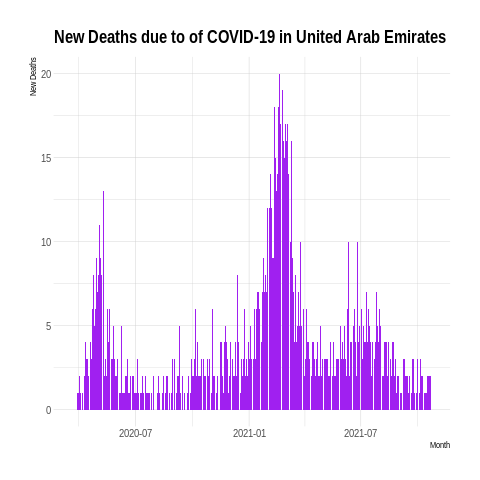 New Deaths due to of COVID-19 in United Arab Emirates
New Deaths
20
15
10
5
0
2020-07
2021-01
2021-07
Month